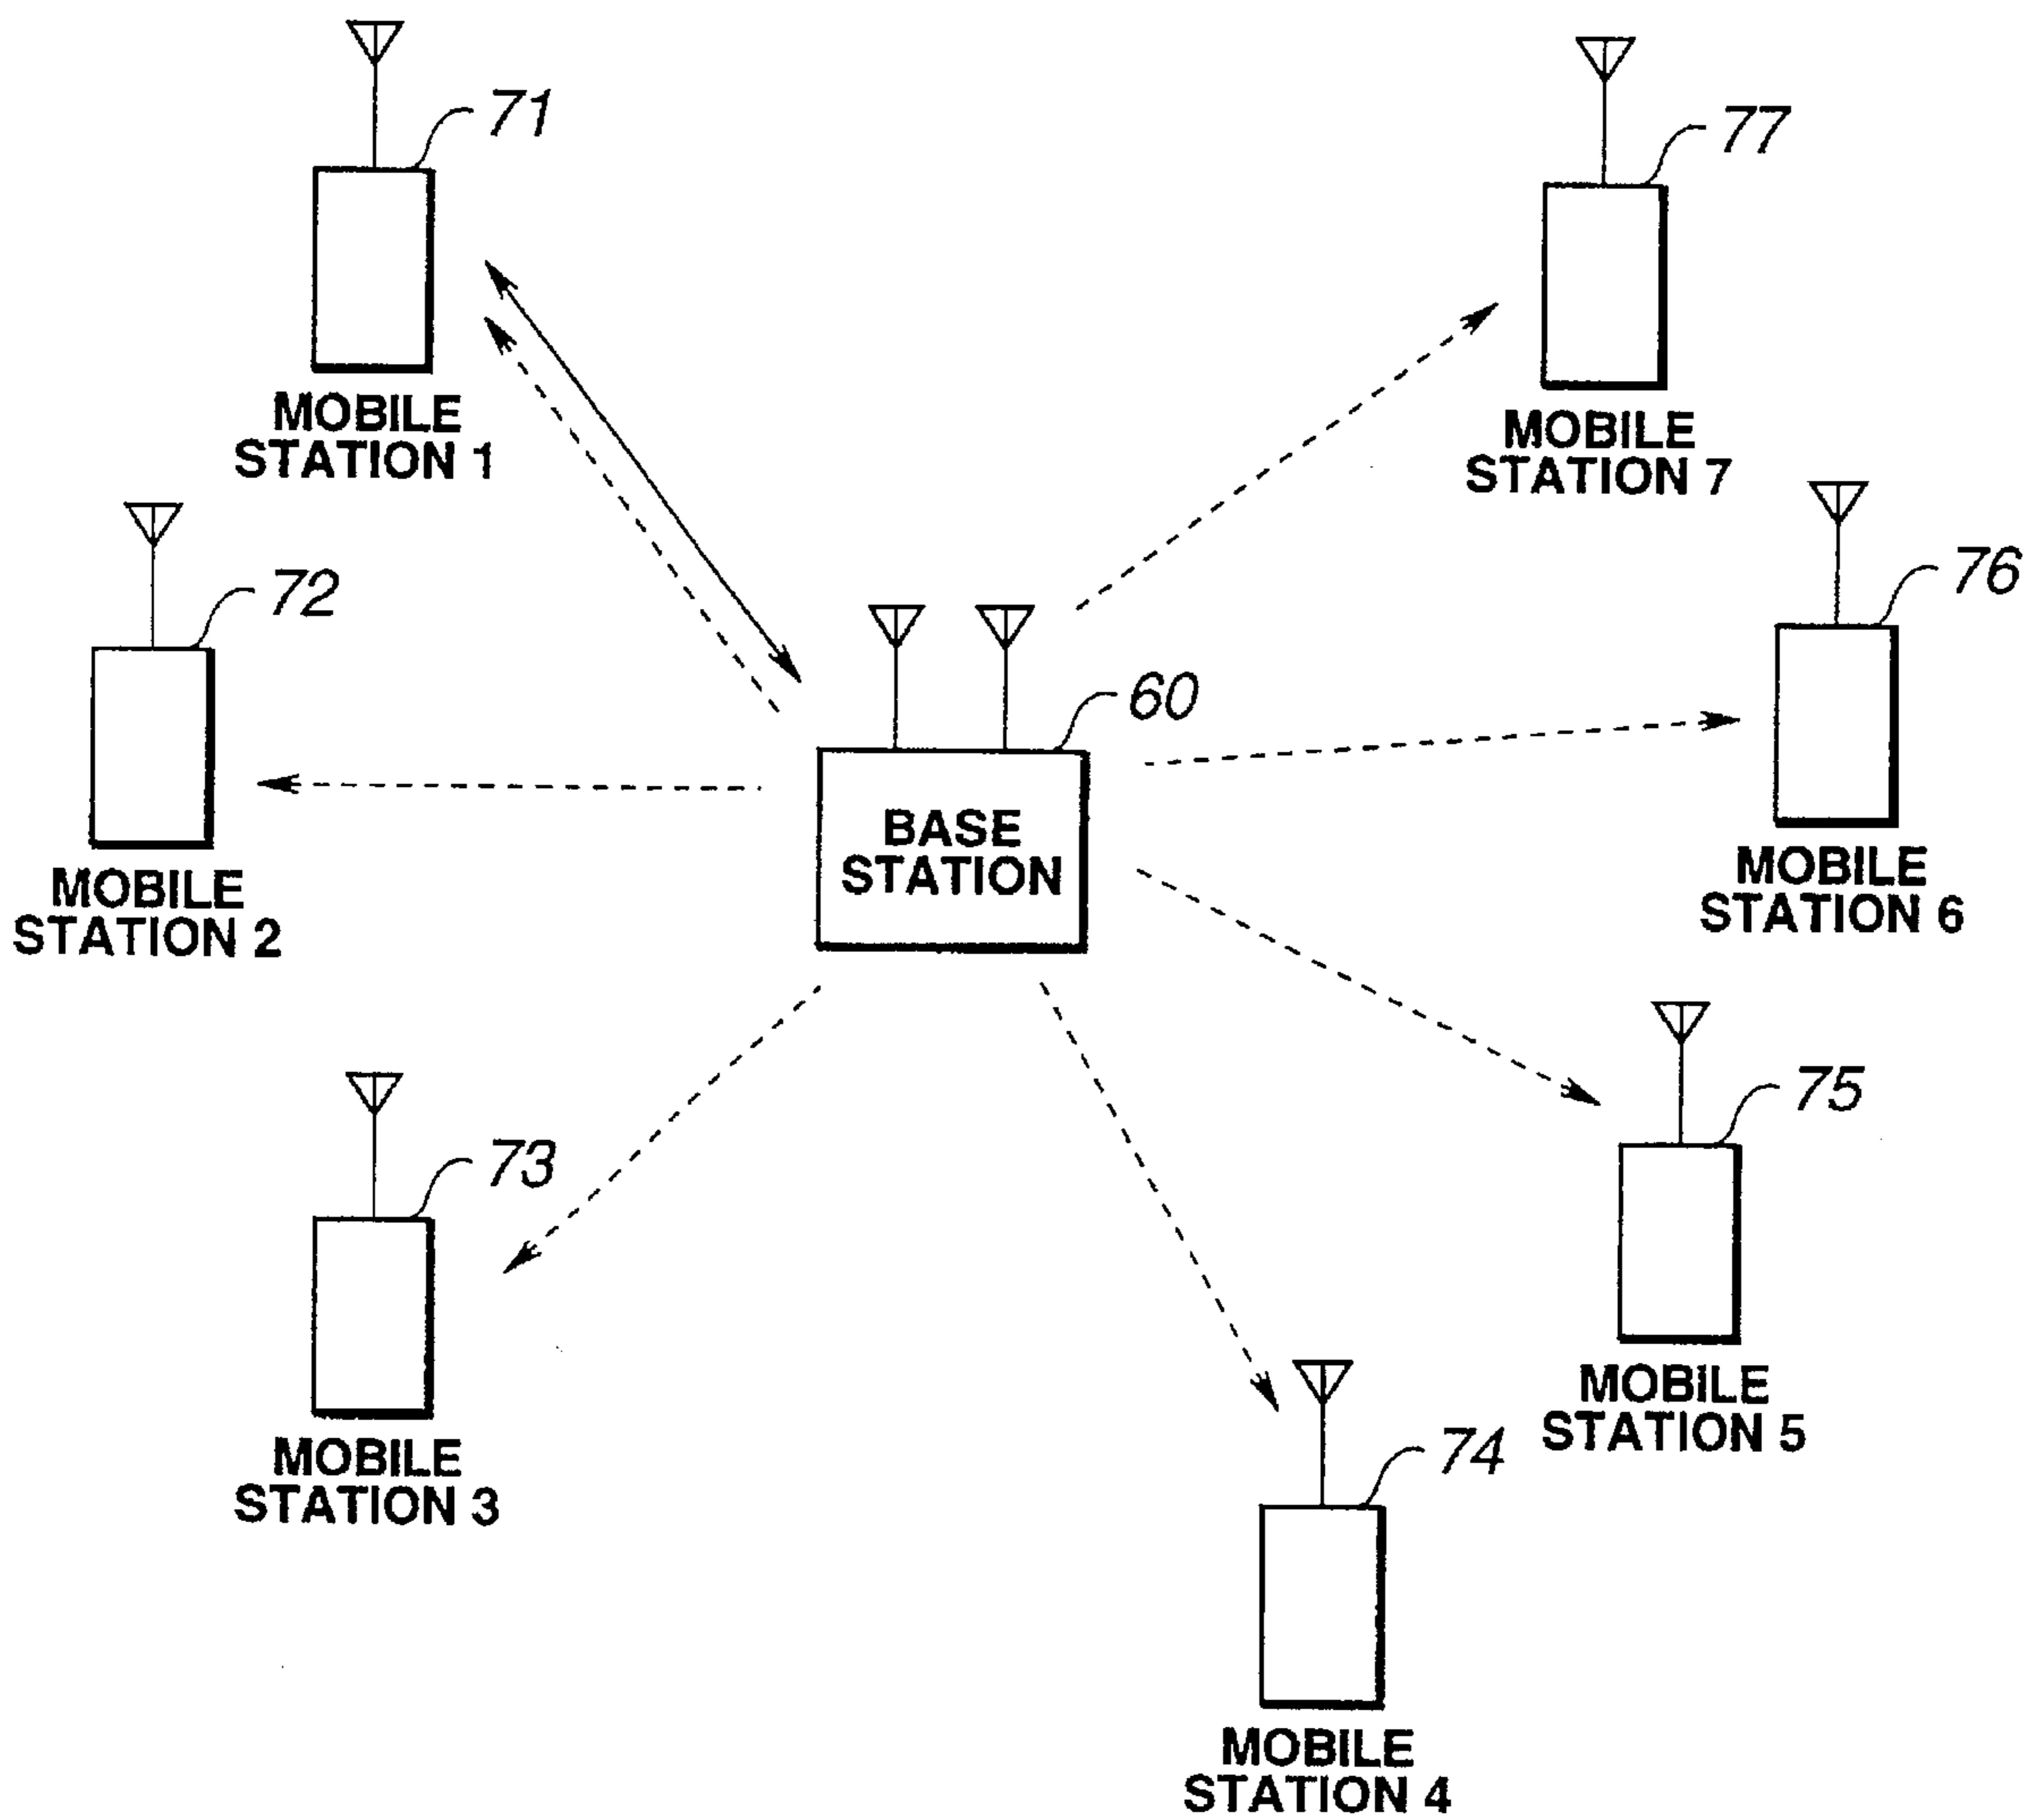 71
MOBILE
STATION 1
77
MOBILE
STATION 7
72
MOBILE
STATION 2
60
BASE
STATION
76
MOBILE
STATION 6
73
MOBILE
STATION 3
75
MOBILE
STATION 5
74
MOBILE
STATION 4